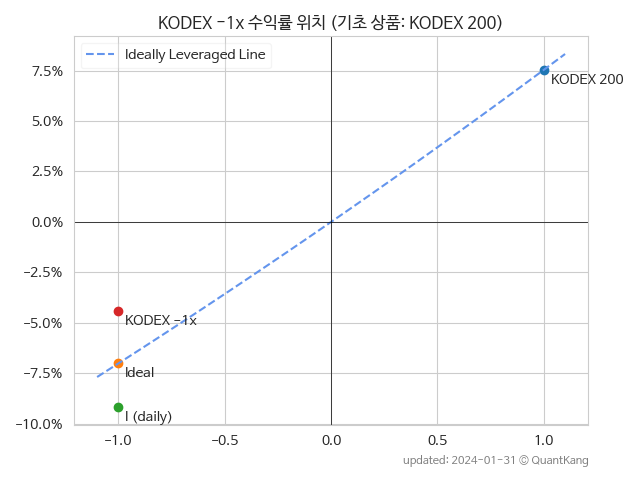 KODEX -1x 수익률 위치 (기초 상품: KODEX 200)
Ideally Leveraged Line
7.5%
5.0%
2.5%
0.0%
-2.5%
-5.0%
-7.5%
-10.0%
KODEX 200
KODEX -1x
Ideal
I (daily)
-1.0
-0.5
0.0
0.5
1.0
updated: 2024-01-31 © QuantKang